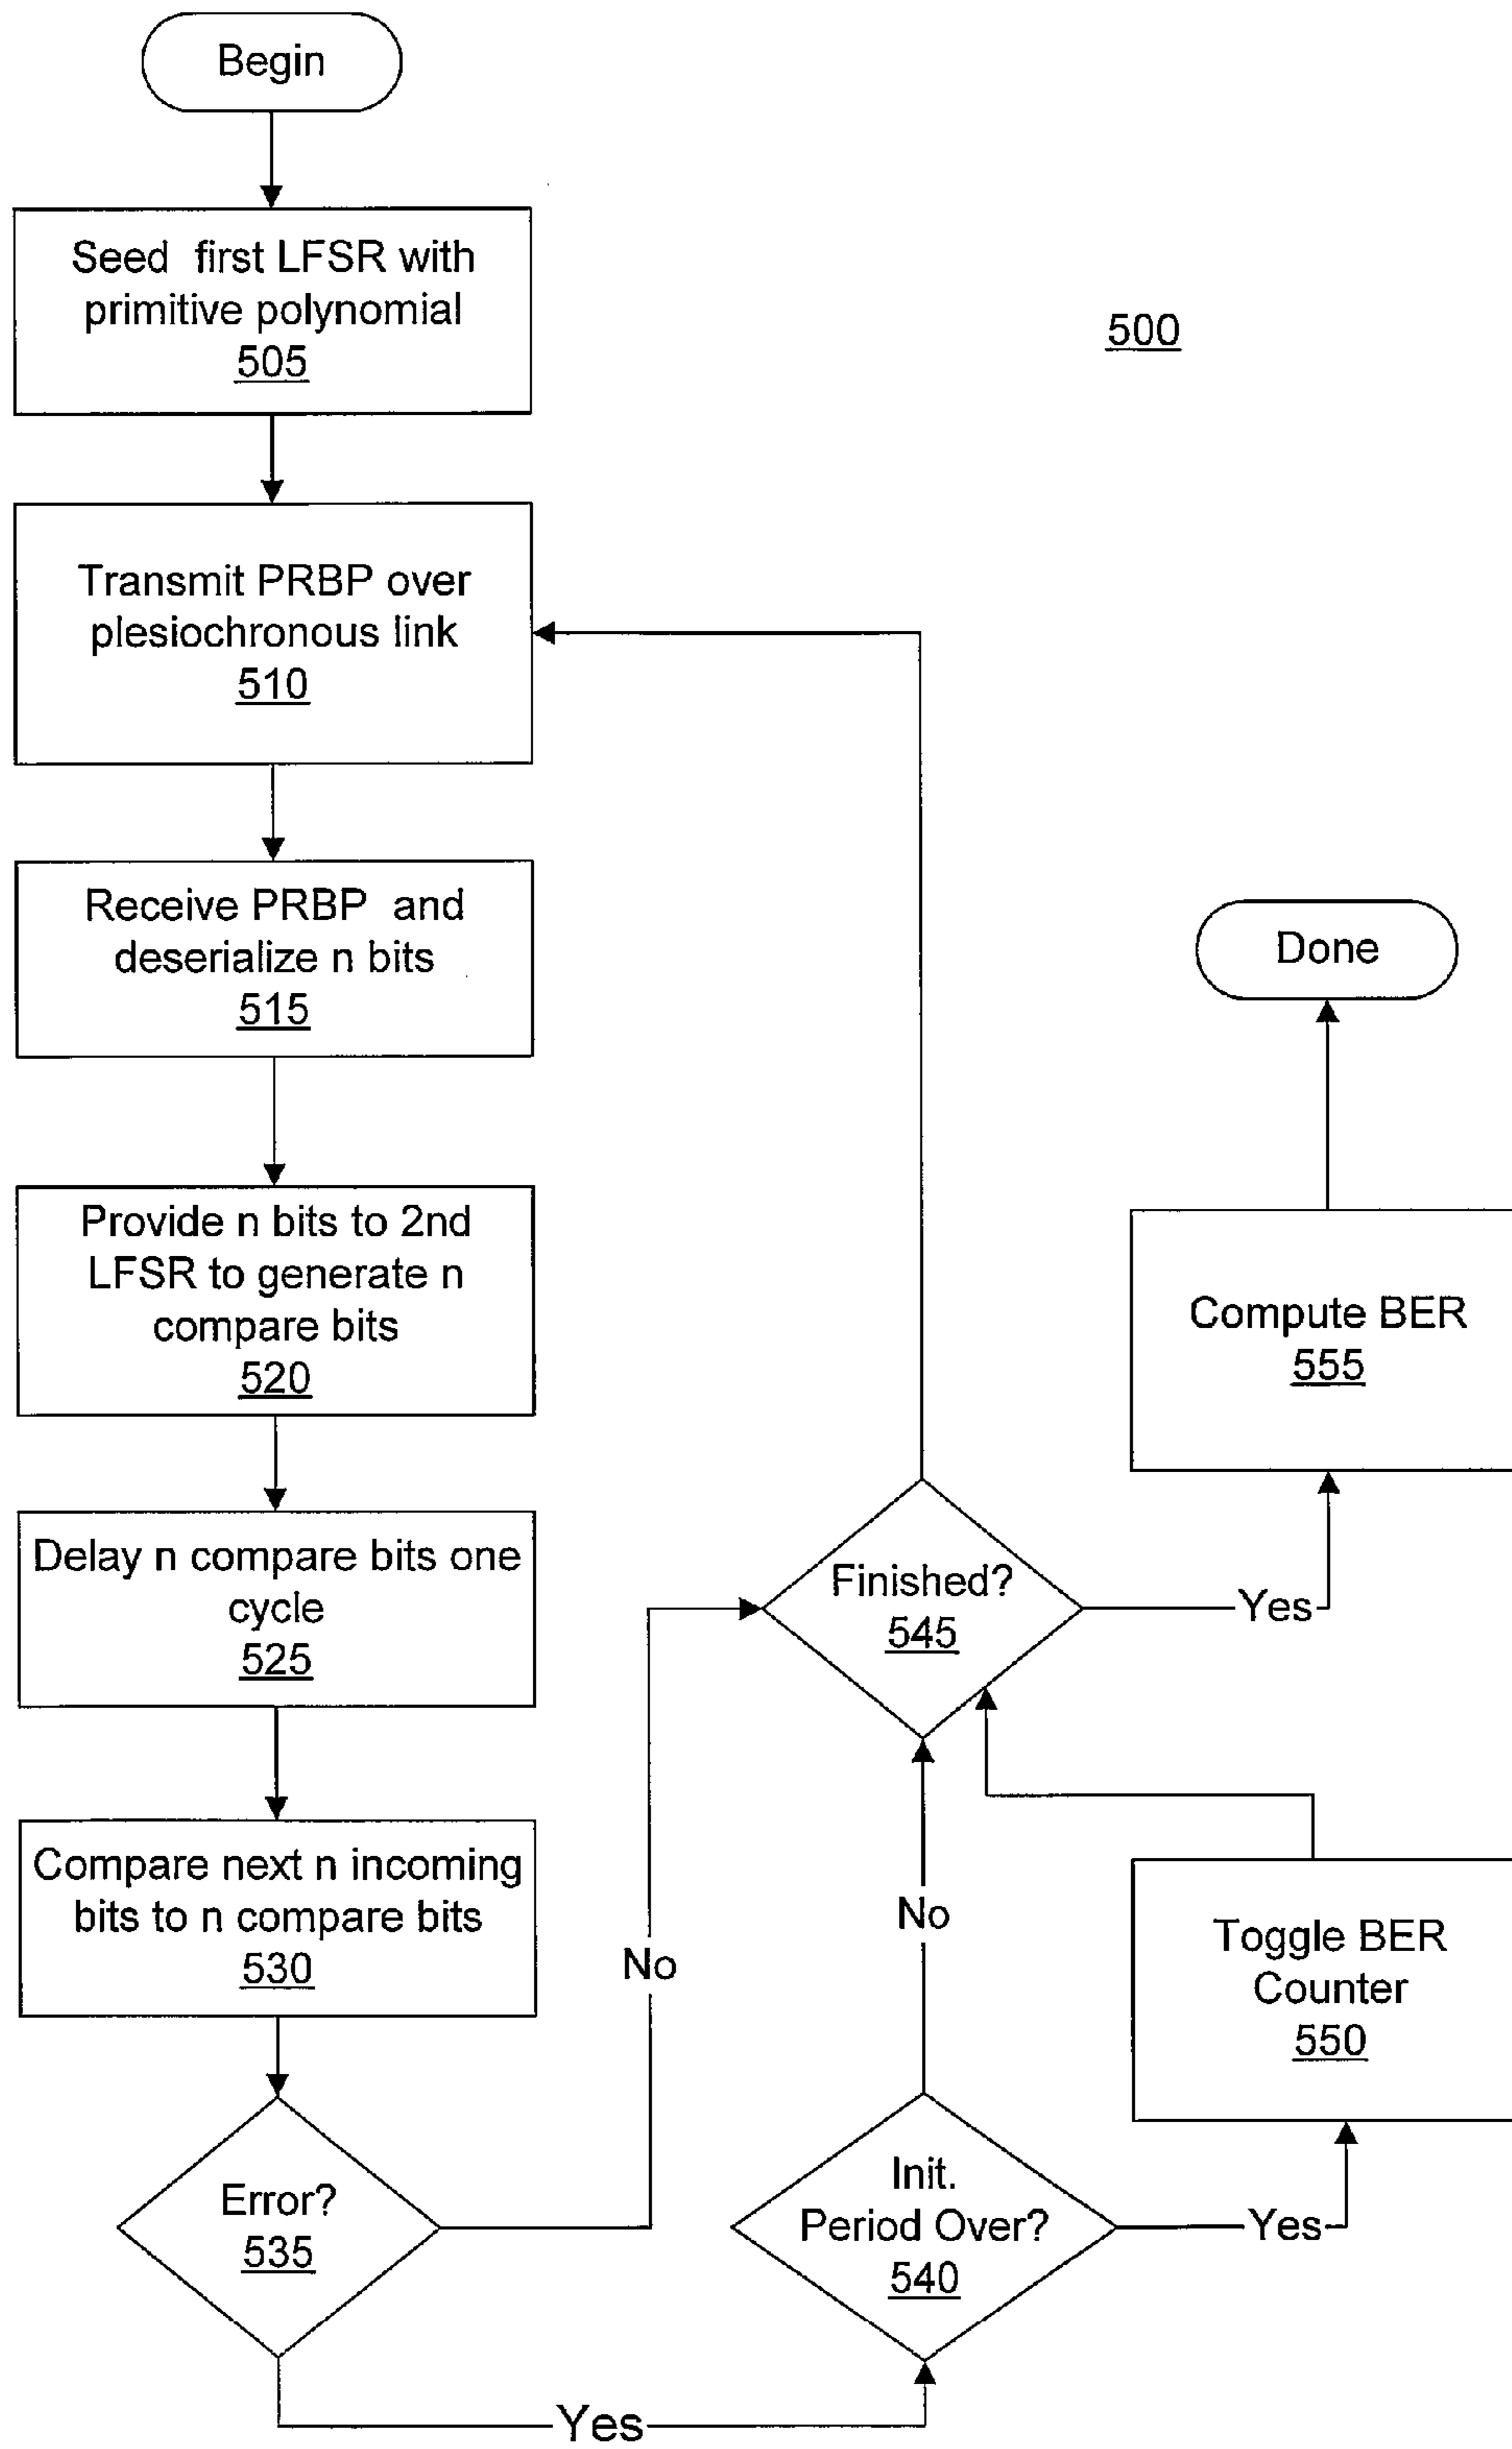 Begin
Seed first LFSR with
primitive polynomial
505
500
Transmit PRBP over
plesiochronous link
510
Receive PRBP and
deserialize n bits
515
Done
Provide n bits to 2nd
LFSR to generate n
compare bits
520
Compute BER
555
Delay n compare bits one
cycle
525
Finished?
545
Yes
Compare next n incoming
bits to n compare bits
530
No
No
Toggle BER
Counter
550
Error?
535
Init.
Period Over?
540
Yes
Yes